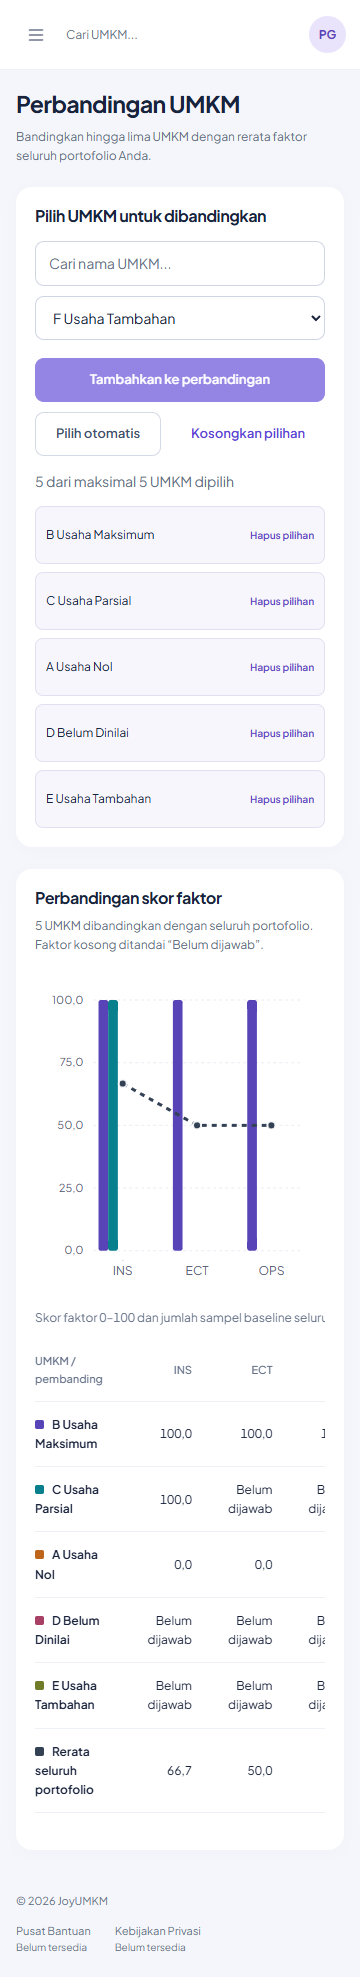 Cari UMKM...
PG
Perbandingan UMKM
Bandingkan hingga lima UMKM dengan rerata faktor
seluruh portofolio Anda.
Pilih UMKM untuk dibandingkan
Cari nama UMKM...
F Usaha Tambahan
Tambahkan ke perbandingan
Pilih otomatis
Kosongkan pilihan
5 dari maksimal 5 UMKM dipilih
B Usaha Maksimum
Hapus pilihan
C Usaha Parsial
Hapus pilihan
A Usaha Nol
Hapus pilihan
D Belum Dinilai
Hapus pilihan
E Usaha Tambahan
Hapus pilihan
Perbandingan skor faktor
5 UMKM dibandingkan dengan seluruh portofolio.
Faktor kosong ditandai "Belum dijawab".
100,0
75,0
50,0
25,0
0,0
INS ECT OPS
Skor faktor 0–100 dan jumlah sampel baseline selur
UMKM /
pembanding
INS ECT
B Usaha
Maksimum
100,0 100,0 1
C Usaha
Parsial
100,0
Belum
dijawab
B
dija
A Usaha
Nol
0,0 0,0
D Belum
Dinilai
Belum
dijawab
Belum
dijawab
B
dija
E Usaha
Tambahan
Belum
dijawab
Belum
dijawab
B
dija
Rerata
seluruh
portofolio
66,7 50,0
© 2026 JoyUMKM
Pusat Bantuan
Belum tersedia
Kebijakan Privasi
Belum tersedia